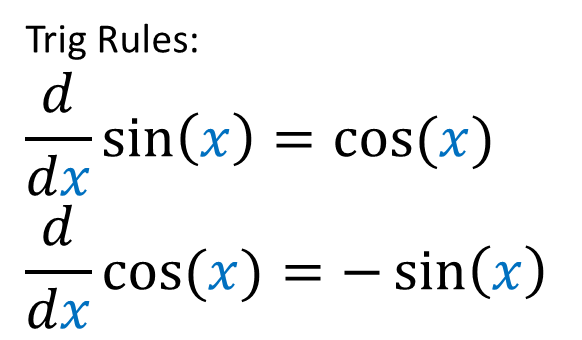 Trig Rules:
d/dx sin(x) = cos(x)
d/dx cos(x) = − sin(x)